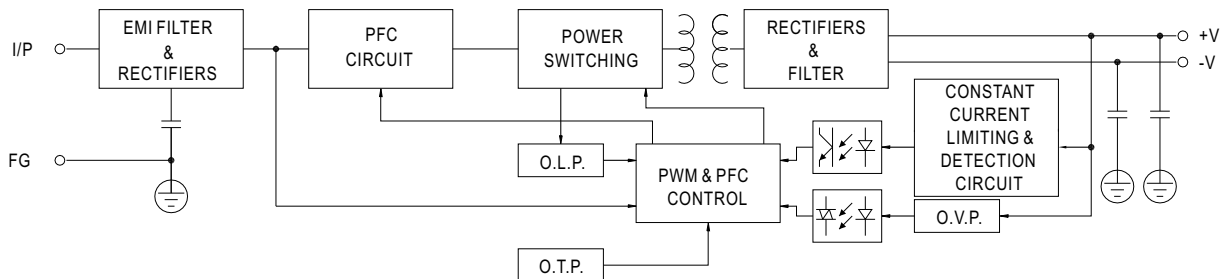 I/P
EMI FILTER
&
RECTIFIERS
PFC
CIRCUIT
POWER
SWITCHING
RECTIFIERS
&
FILTER
+V
-V
CONSTANT
CURRENT
LIMITING &
DETECTION
CIRCUIT
FG
O.L.P.
PWM & PFC
CONTROL
O.V.P.
O.T.P.